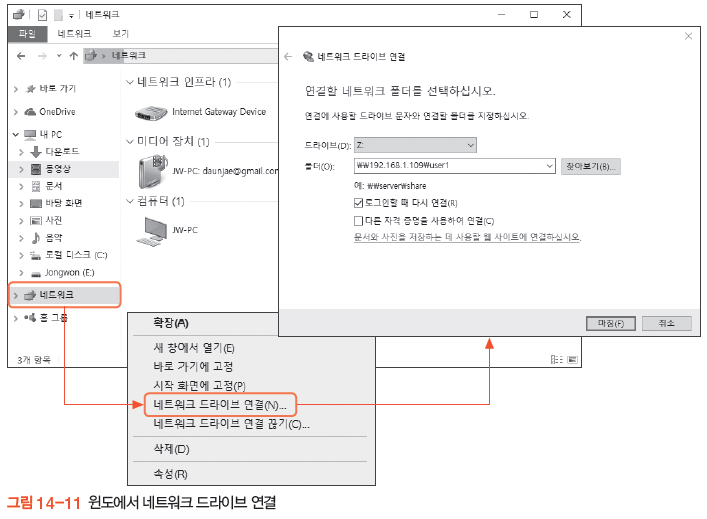 네트워크
파일 네트워크 보기
네트워크
바로 가기
OneDrive
내 PC
다운로드
동영상
문서
바탕 화면
사진
음악
로컬 디스크 (C:)
Jongwon (E:)
네트워크
홈 그룹
3개 항목
네트워크 인프라 (1)
Internet Gateway Device
미디어 장치 (1)
JW-PC: daunjae@gmail.con
컴퓨터 (1)
JW-PC
확장(A)
새 창에서 열기(E)
바로 가기에 고정
시작 화면에 고정(P)
네트워크 드라이브 연결(N)...
네트워크 드라이브 연결 끊기(C)...
삭제(D)
속성(R)
네트워크 드라이브 연결
연결할 네트워크 폴더를 선택하십시오.
연결에 사용할 드라이브 문자와 연결할 폴더를 지정하십시오.
드라이브(D): Z:
폴더(O): ₩₩192.168.1.109₩user1 찾아보기(B)...
예: ₩₩server₩share
로그인할 때 다시 연결(R)
다른 자격 증명을 사용하여 연결(C)
문서와 사진을 저장하는 데 사용할 웹 사이트에 연결하십시오.
마침(F) 취소
그림 14-11 윈도에서 네트워크 드라이브 연결